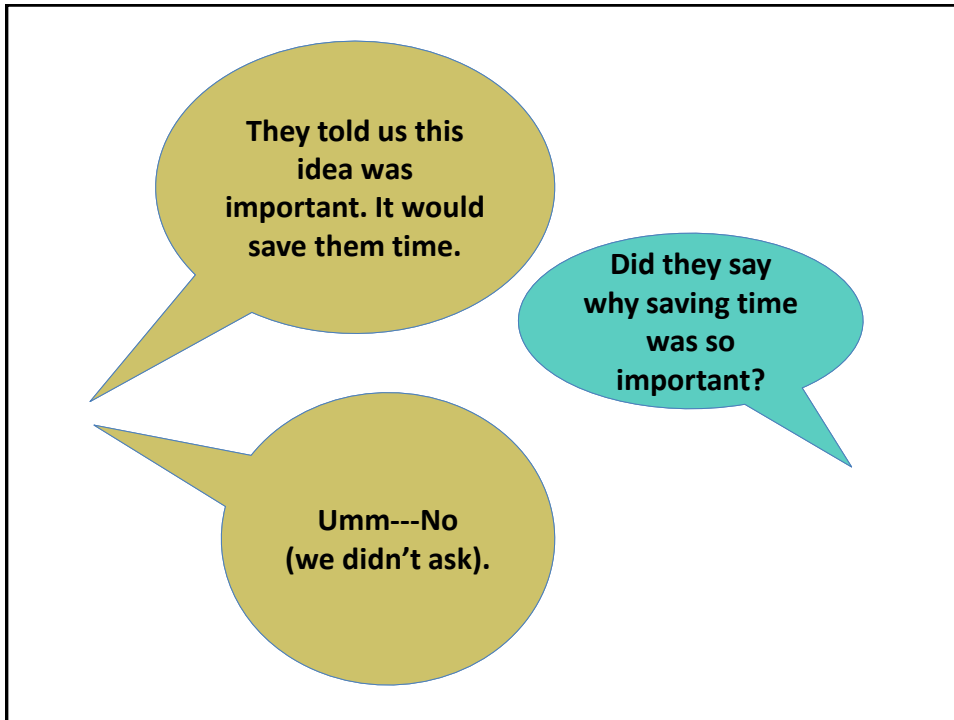 They told us this
idea was
important. It would
save them time.
Did they say
why saving time
was so
important?
Umm---No
(we didn’t ask).